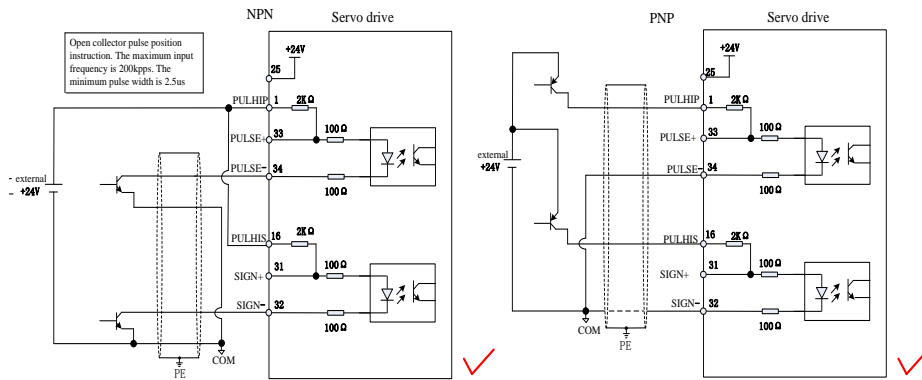 NPN
Servo drive
Open collector pulse position
instruction. The maximum input
frequency is 200kpps. The
minimum pulse width is 2.5us
+24V
25
PULHIP
1
2KΩ
PULSE+
33
100Ω
PULSE-
34
100Ω
external
+24V
PULHIS
16
2KΩ
SIGN+
31
100Ω
SIGN-
32
100Ω
COM
PE
PNP
Servo drive
+24V
25
PULHIP
1
2KΩ
PULSE+
33
100Ω
PULSE-
34
100Ω
external
+24V
PULHIS
16
2KΩ
SIGN+
31
100Ω
SIGN-
32
100Ω
COM
PE